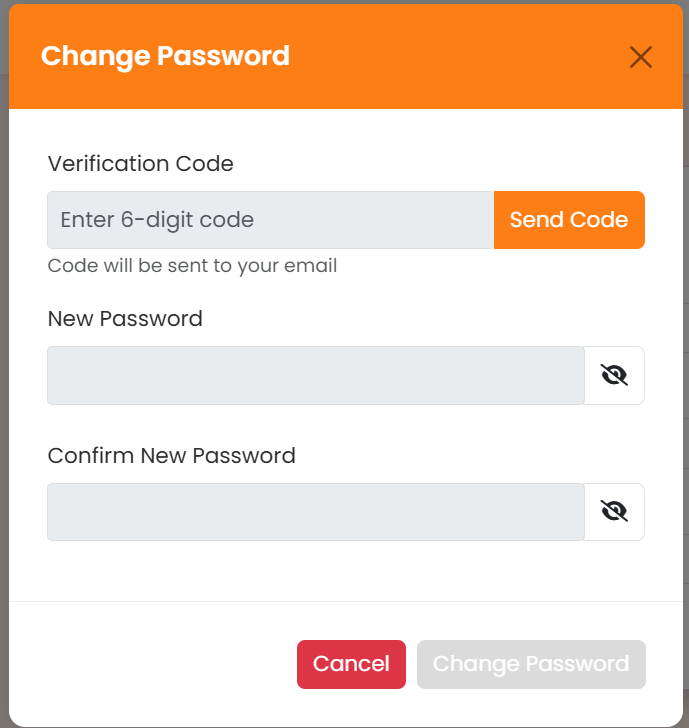 Change Password
Verification Code
Enter 6-digit code
Send Code
Code will be sent to your email
New Password
Confirm New Password
Cancel
Change Password